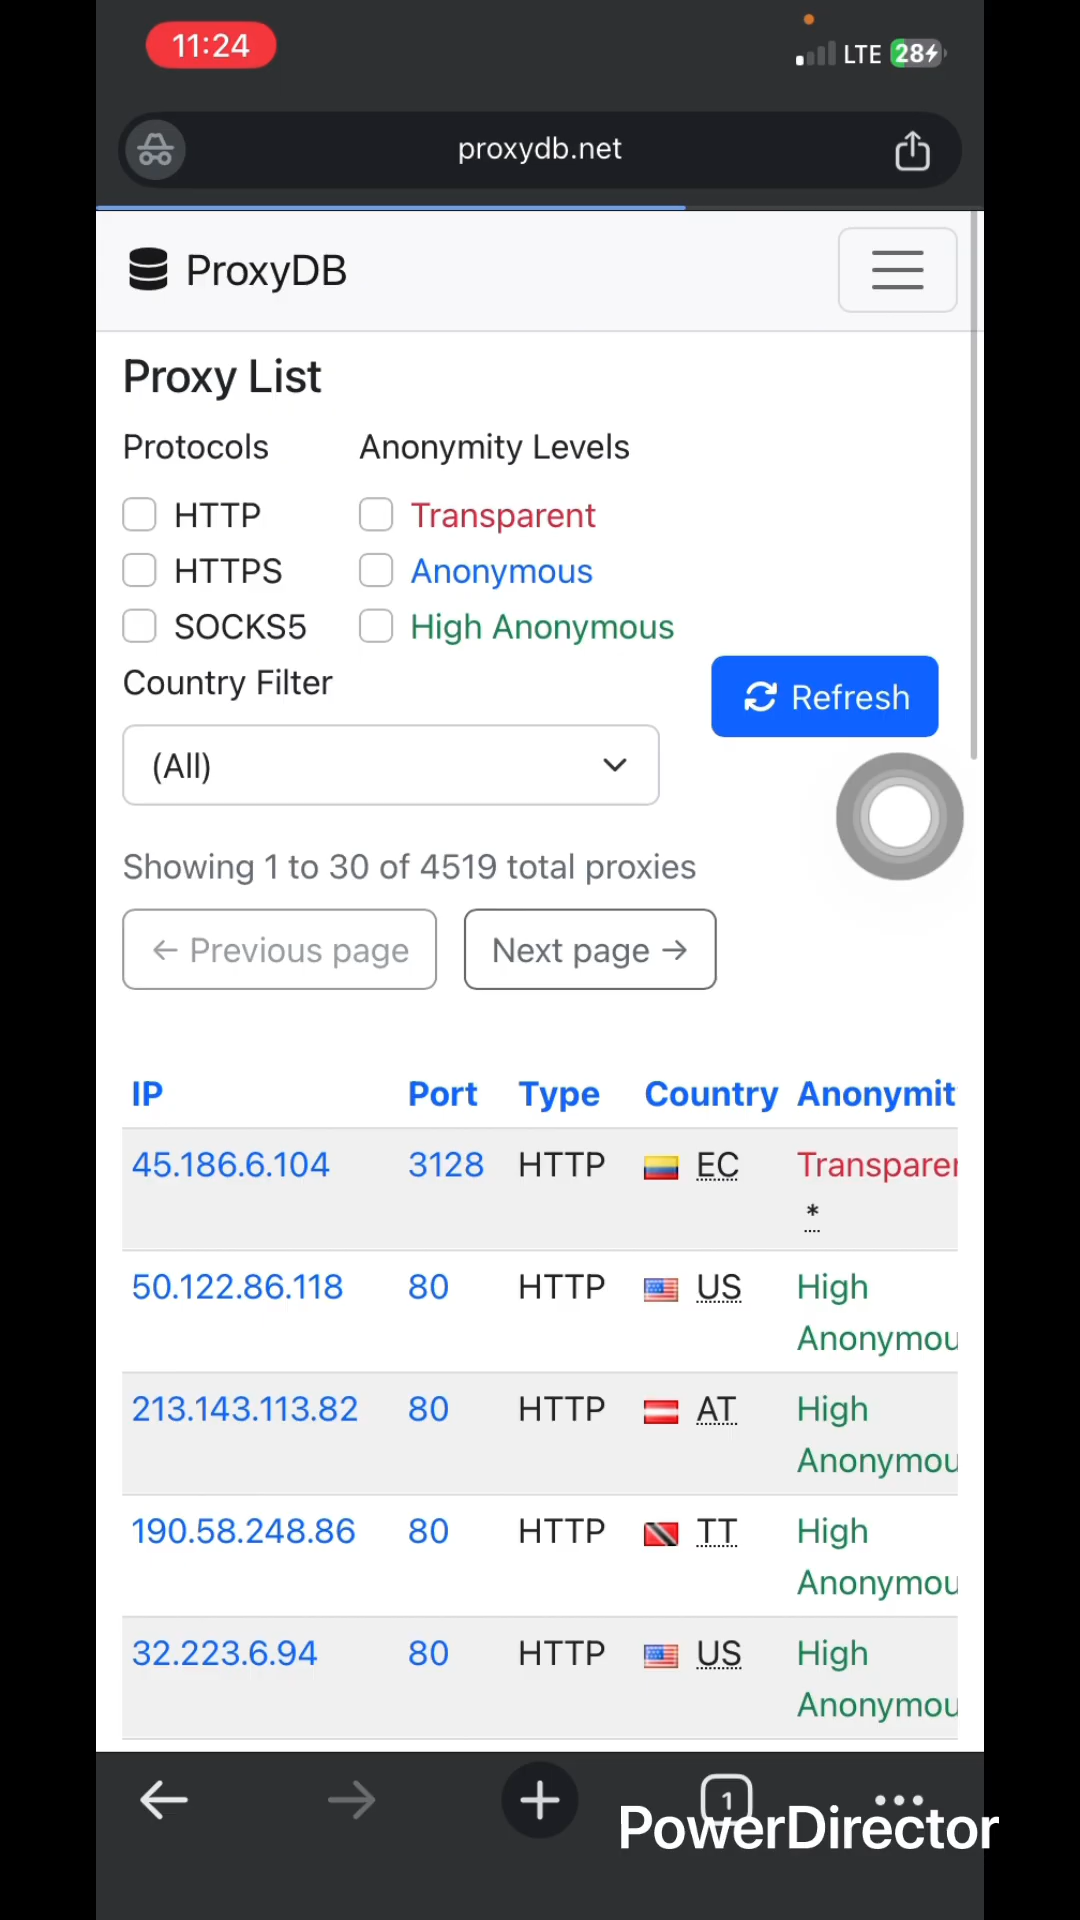 11:24
LTE 28
proxydb.net
ProxyDB
Proxy List
Protocols Anonymity Levels
HTTP Transparent
HTTPS Anonymous
SOCKS5 High Anonymous
Country Filter
Refresh
(All)
Showing 1 to 30 of 4519 total proxies
← Previous page Next page →
IP Port Type Country Anonymit
45.186.6.104 3128 HTTP EC Transparen
*
50.122.86.118 80 HTTP US High
Anonymou
213.143.113.82 80 HTTP AT High
Anonymou
190.58.248.86 80 HTTP TT High
Anonymou
32.223.6.94 80 HTTP US High
Anonymou
1
PowerDirector